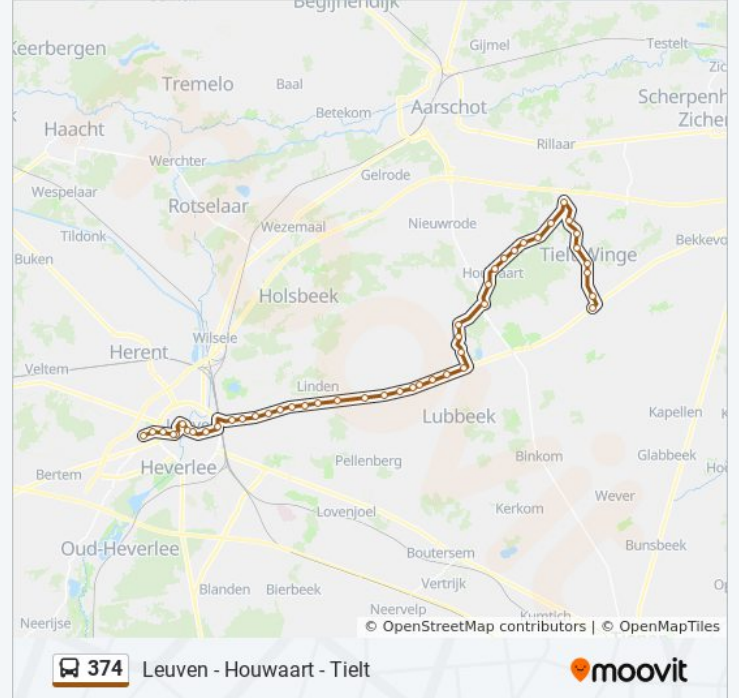 Begijnendijk
Keerbergen
Gijmel
Testelt
Tremelo
Baal
Scherpenh
Zicher
Betekom
Aarschot
Haacht
Rillaar
Werchter
Gelrode
Wespelaar
Rotselaar
Nieuwrode
Wezemaal
Tildonk
Bekkevo
Buken
Tielt-Winge
Houwaart
Holsbeek
Wilsele
Herent
Veltem
Linden
Lubbeek
Kapellen
Heverlee
Glabbeek
Binkom
Pellenberg
Bertem
Wever
Kerkom
Lovenjoel
Bunsbeek
Oud-Heverlee
Boutersem
Vertrijk
Blanden
Bierbeek
Neervelp
Neerijse
© OpenStreetMap contributors | © OpenMapTiles
374 Leuven - Houwaart - Tielt
moovit